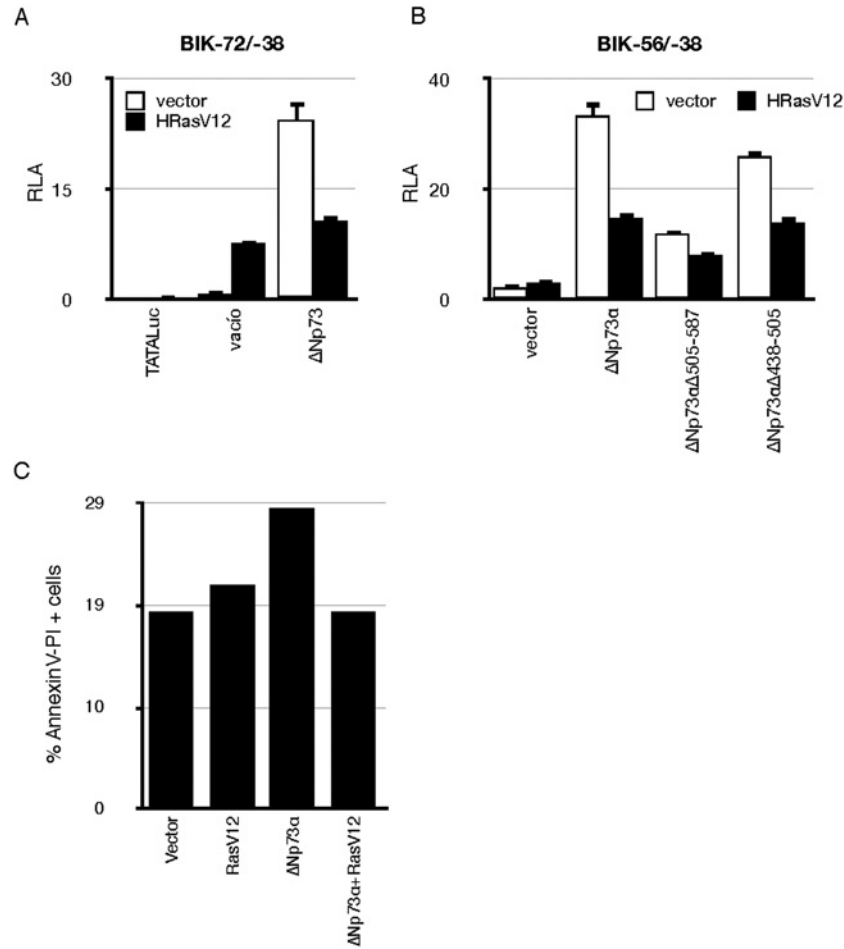 A
BIK-72/-38
30
15
0
RLA
vector
HRasV12
TATALuc
vacío
ΔNp73
B
BIK-56/-38
40
20
0
RLA
vector
HRasV12
vector
ΔNp73α
ΔNp73αΔ505-587
ΔNp73αΔ438-505
C
29
19
10
0
% AnnexinV-PI + cells
Vector
RasV12
ΔNp73α
ΔNp73α+RasV12